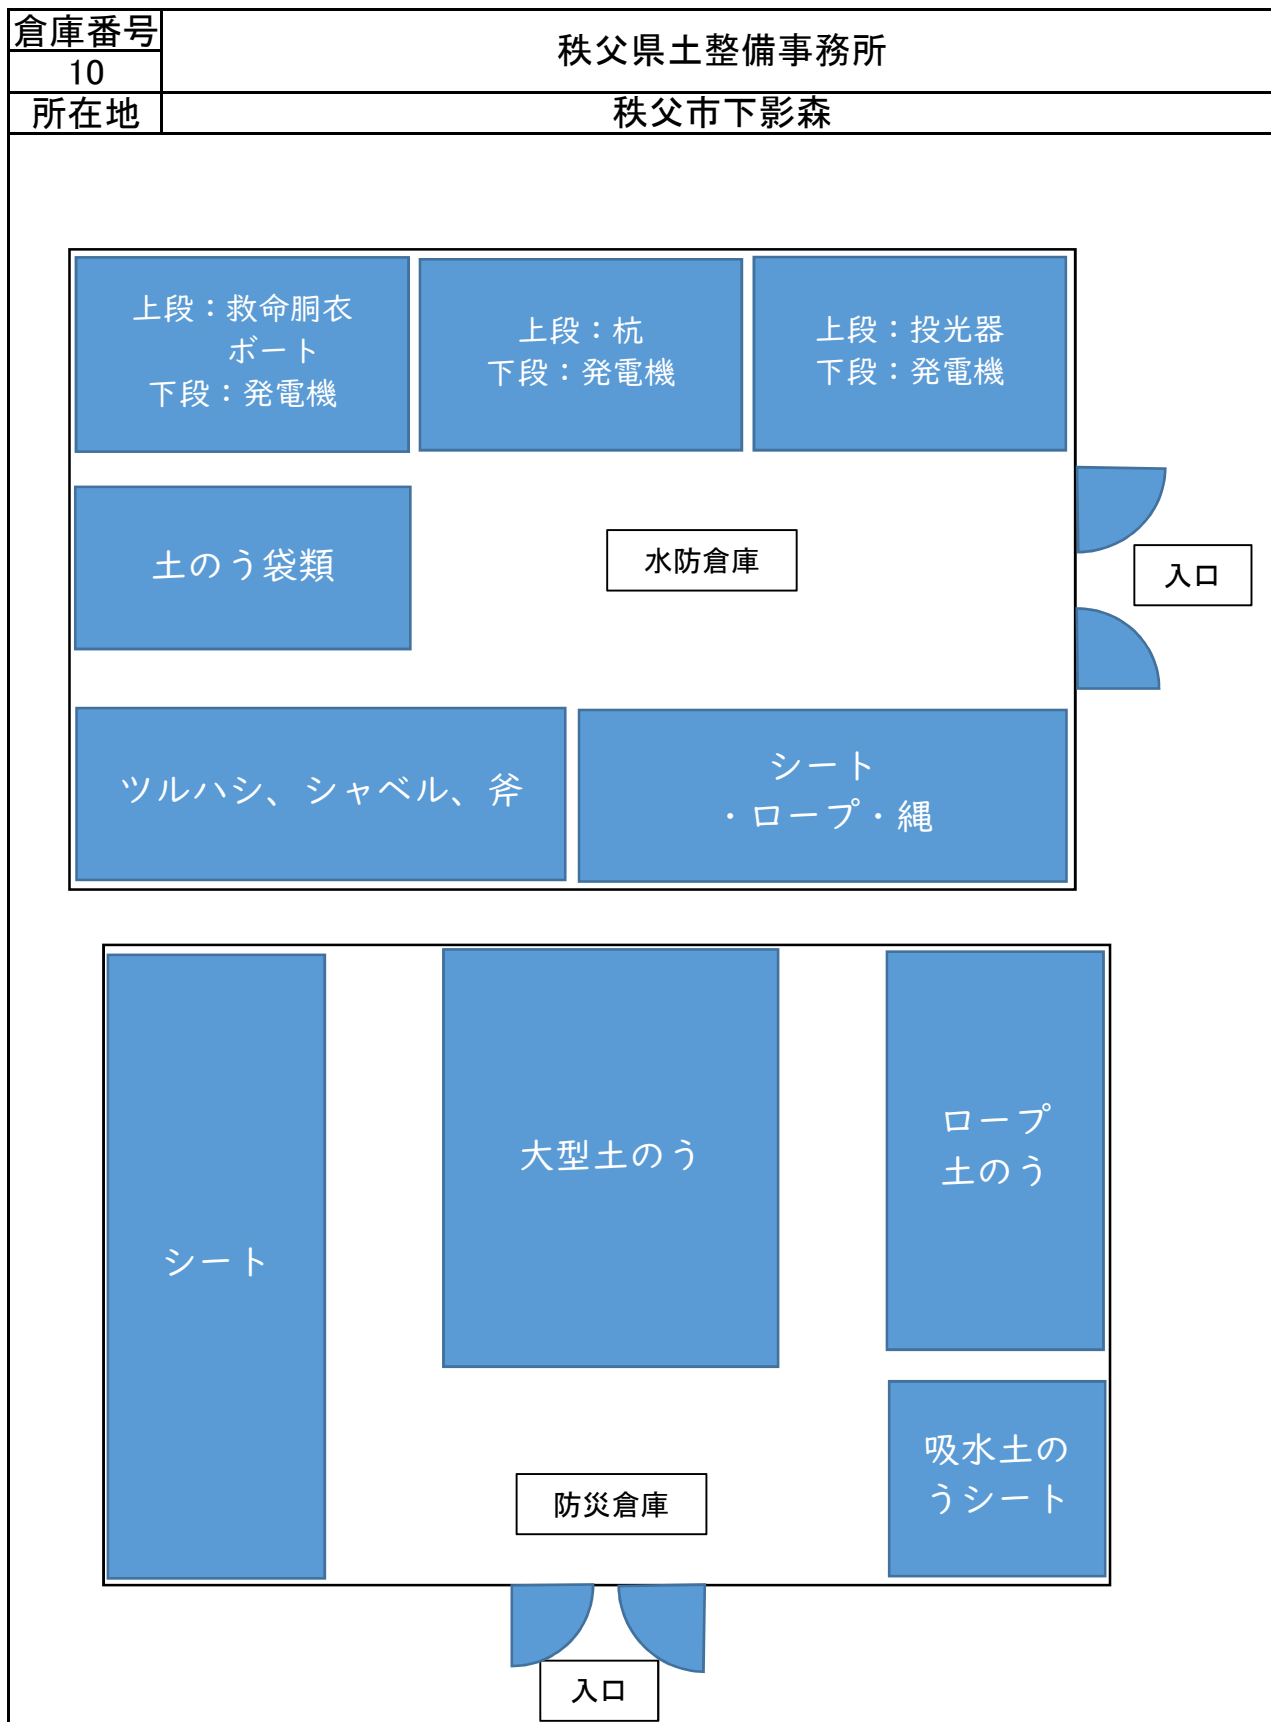 倉庫番号
10
秩父県土整備事務所
所在地
秩父市下影森
上段：救命胴衣
ボート
下段：発電機
上段：杭
下段：発電機
上段：投光器
下段：発電機
土のう袋類
水防倉庫
入口
ツルハシ、シャベル、斧
シート
・ロープ・縄
シート
大型土のう
ロープ
土のう
吸水土の
うシート
防災倉庫
入口